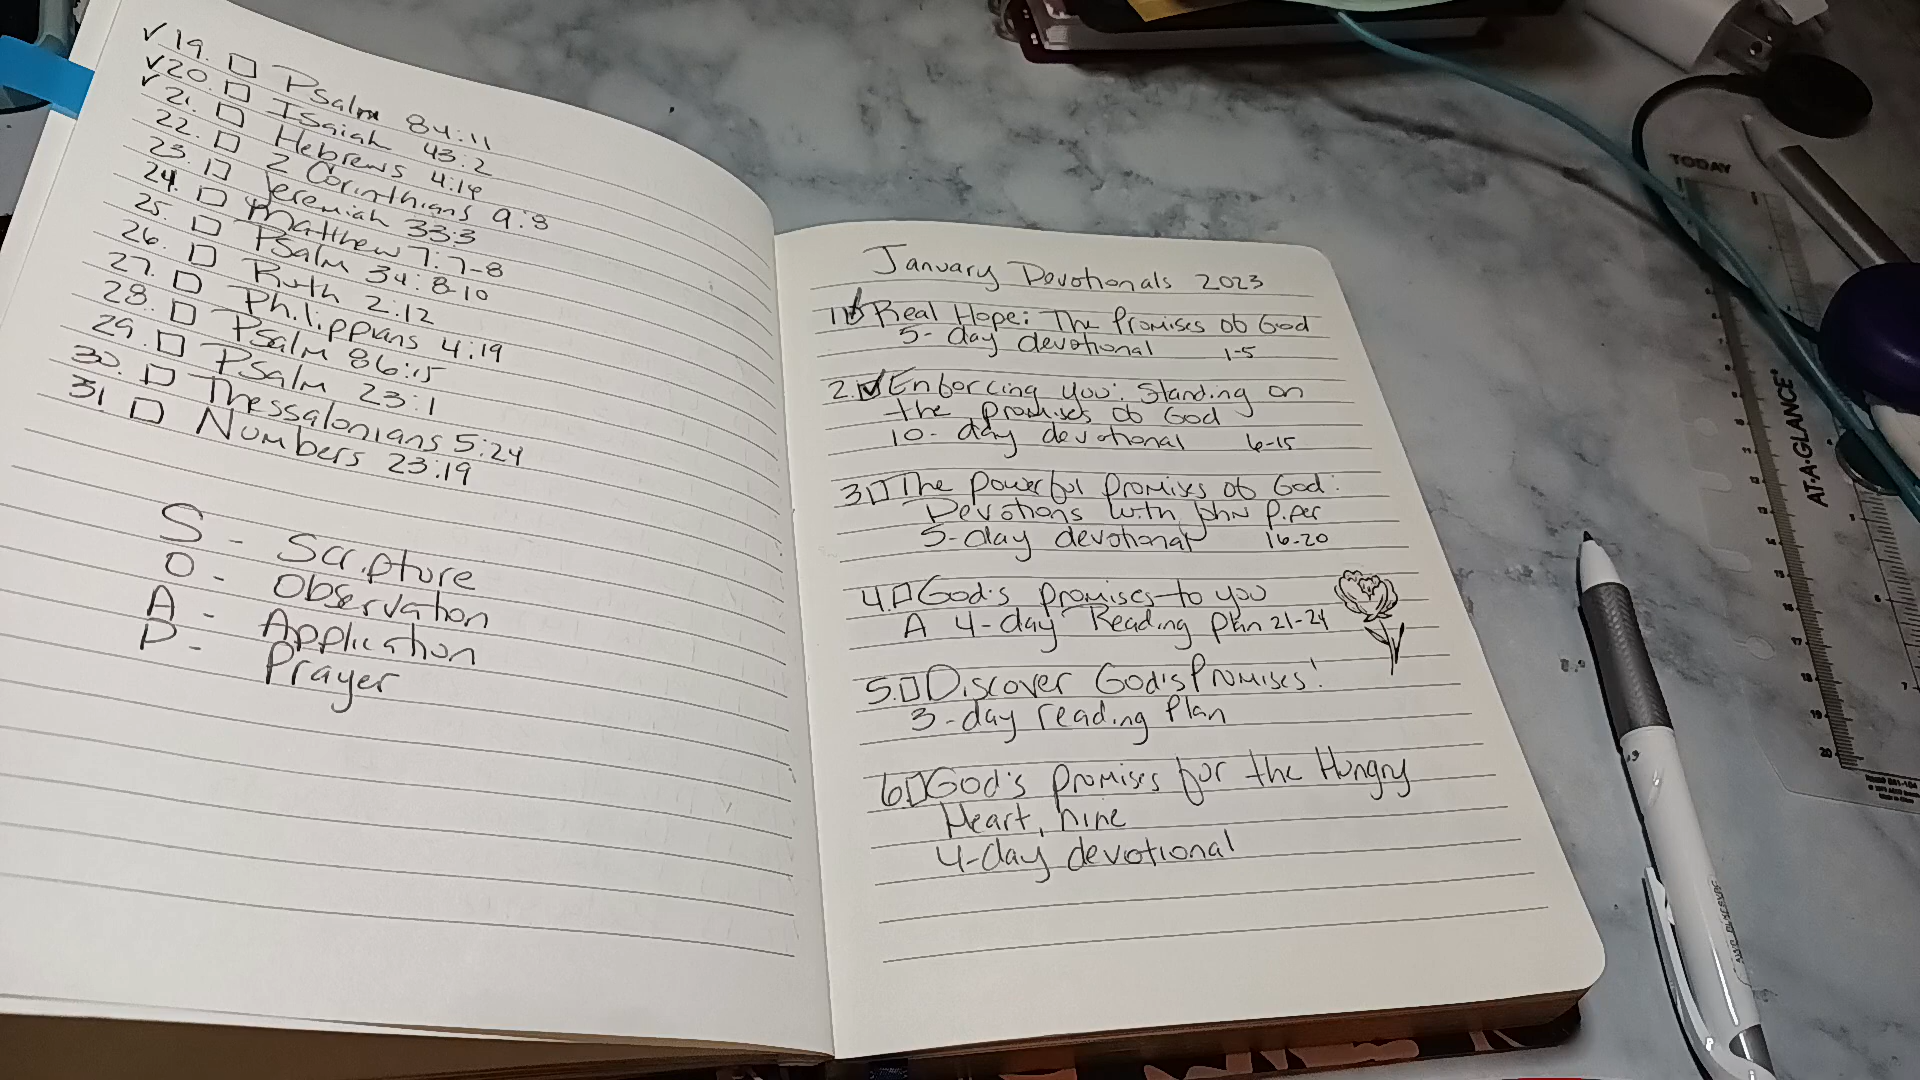 ✓19. ☐ Psalm 84:11
✓20. ☐ Isaiah 43:2
✓21. ☐ Hebrews 4:14
22. ☐ 2 Corinthians 9:8
23. ☐ Jeremiah 33:3
24. ☐ Matthew 7:7-8
25. ☐ Psalm 34:8-10
26. ☐ Ruth 2:12
27. ☐ Philippians 4:19
28. ☐ Psalm 86:15
29. ☐ Psalm 23:1
30. ☐ Thessalonians 5:24
31. ☐ Numbers 23:19
S - Scripture
O - Observation
A - Application
P - Prayer
January Devotionals 2023
1. ☑ Real Hope: The Promises of God
5-day devotional 1-5
2. ☑ Enforcing you: Standing on
the promises of God
10-day devotional 6-15
3. ☐ The Powerful Promises of God:
Devotions with John Piper
5-day devotional 16-20
4. ☐ God's promises to you
A 4-day Reading plan 21-24
5. ☐ Discover God's Promises!
3-day reading Plan
6. ☐ God's promises for the Hungry
Heart, nine
4-day devotional
TODAY
AT-A-GLANCE